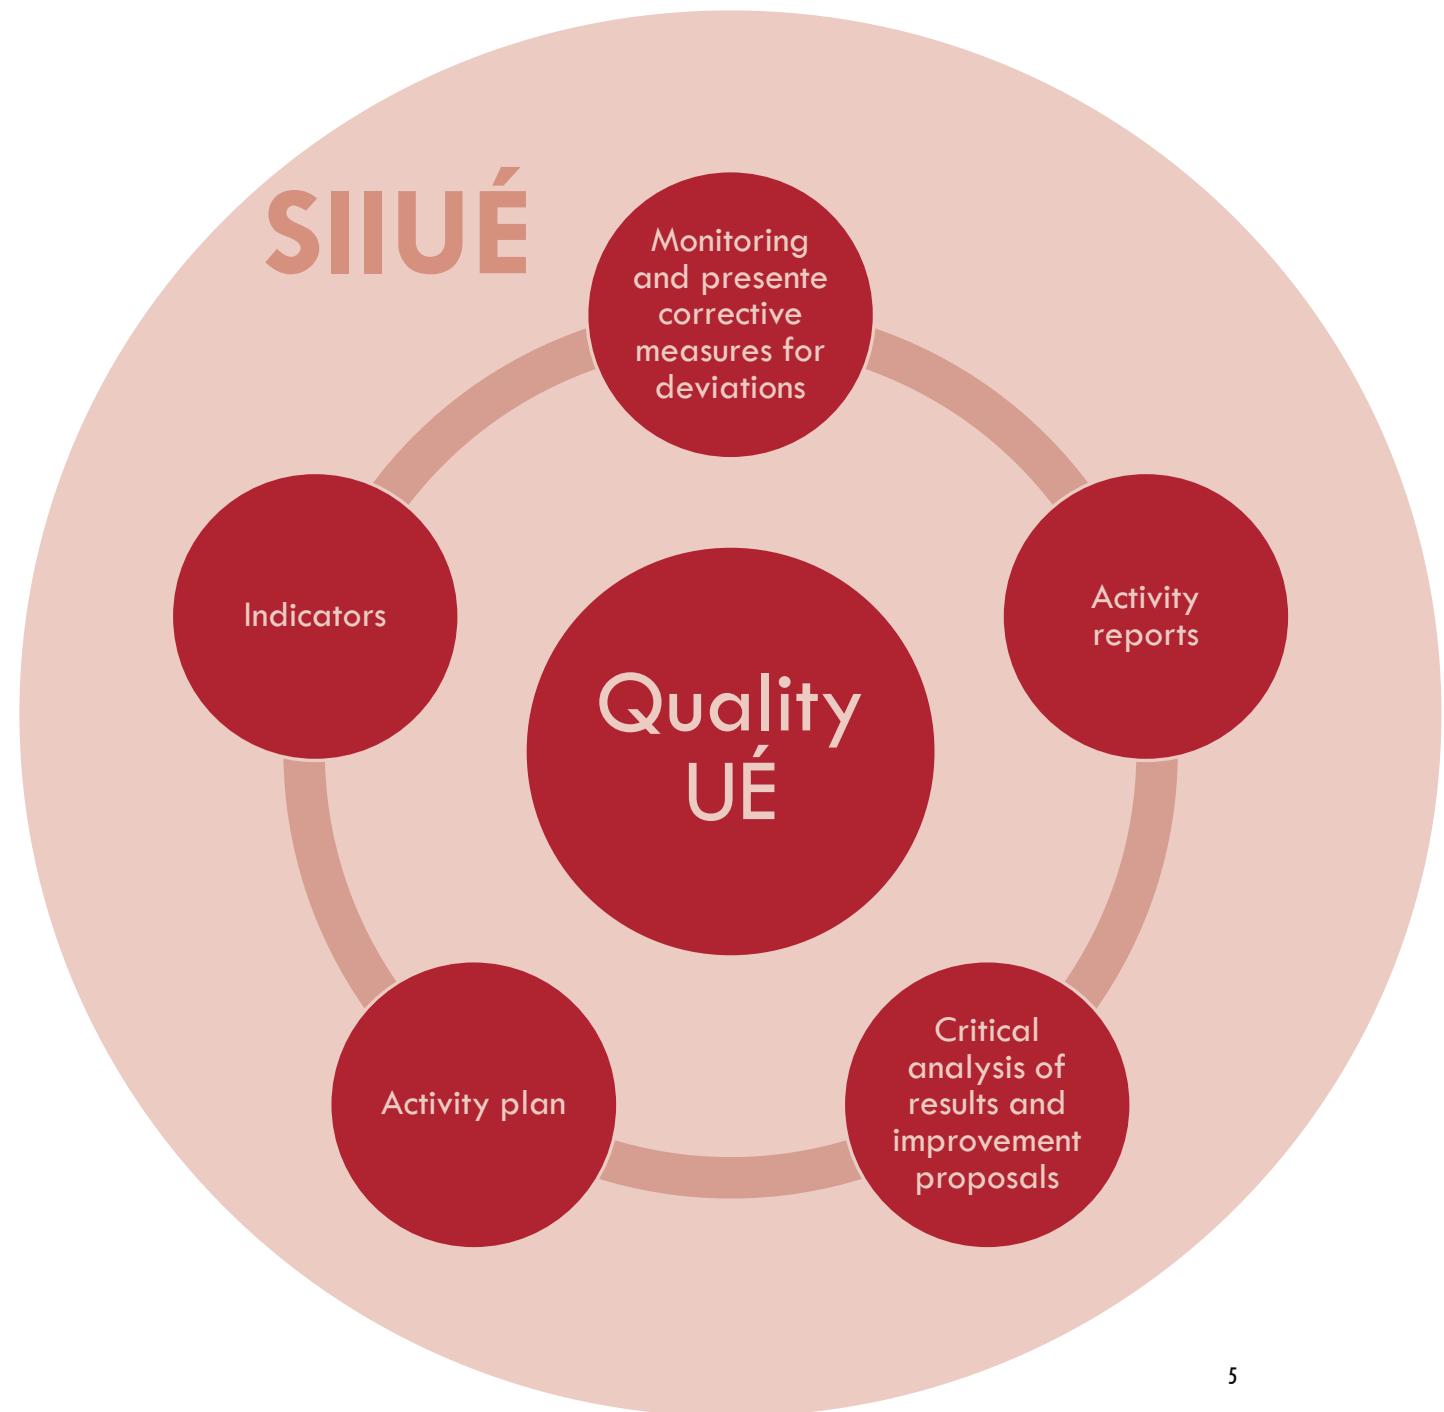 SIIUÉ
Monitoring
and presente
corrective
measures for
deviations
Activity
reports
Critical
analysis of
results and
improvement
proposals
Activity plan
Indicators
Quality
UÉ
5